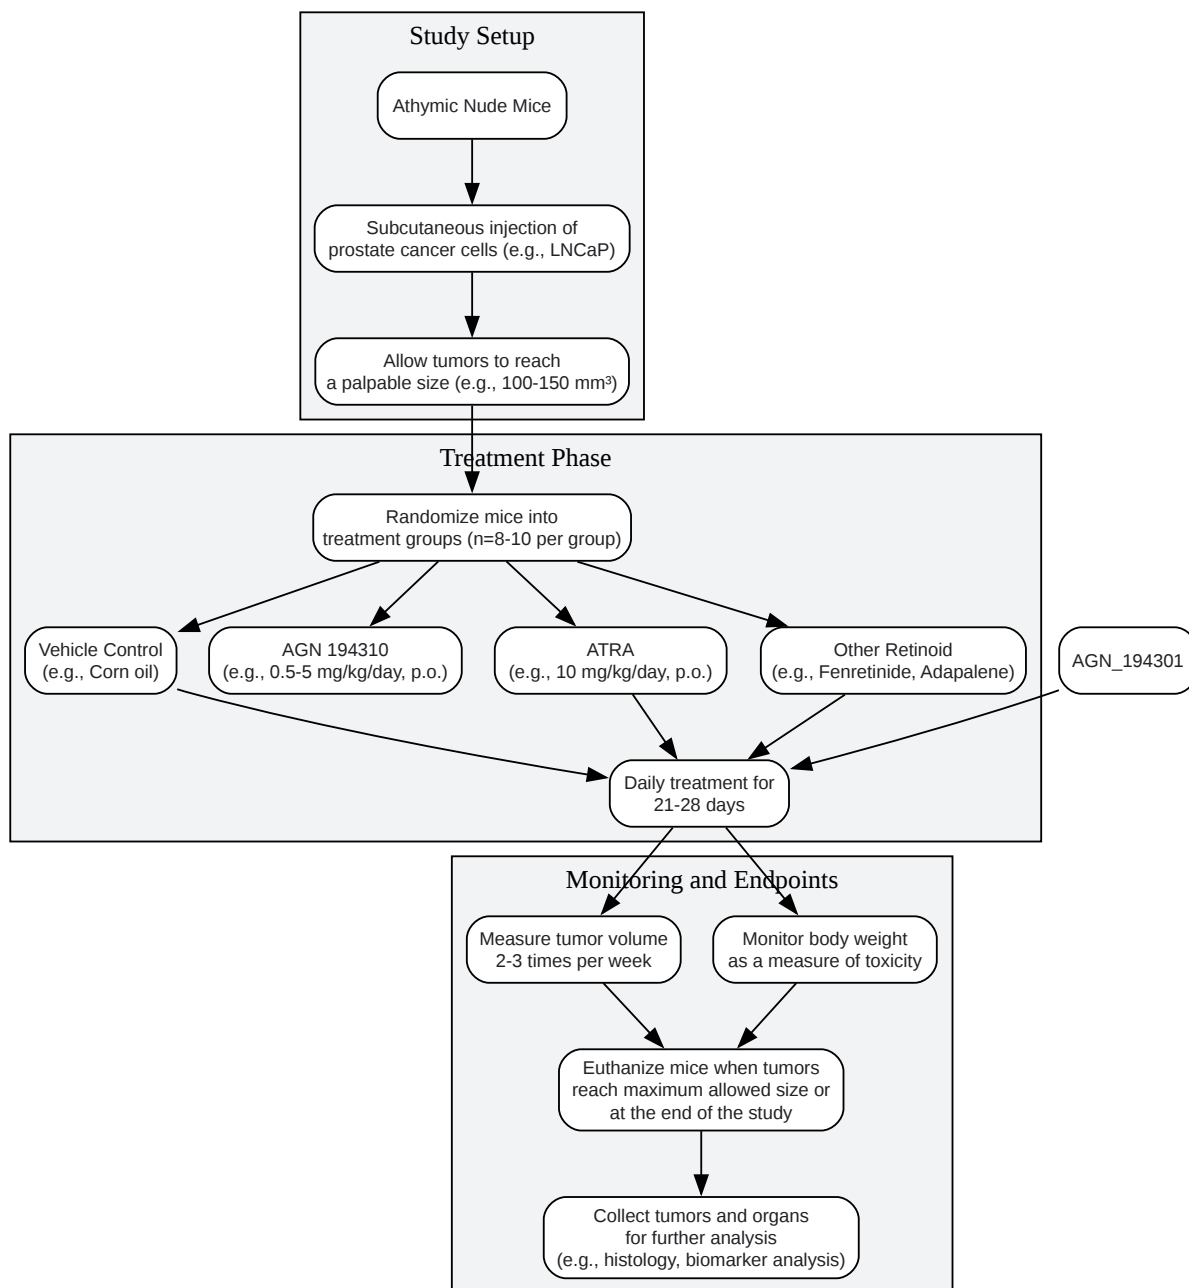 Study Setup
Athymic Nude Mice
Subcutaneous injection of
prostate cancer cells (e.g., LNCaP)
Allow tumors to reach
a palpable size (e.g., 100-150 mm³)
Treatment Phase
Randomize mice into
treatment groups (n=8-10 per group)
Vehicle Control
(e.g., Corn oil)
AGN 194310
(e.g., 0.5-5 mg/kg/day, p.o.)
ATRA
(e.g., 10 mg/kg/day, p.o.)
Other Retinoid
(e.g., Fenretinide, Adapalene)
AGN_194301
Daily treatment for
21-28 days
Monitoring and Endpoints
Measure tumor volume
2-3 times per week
Monitor body weight
as a measure of toxicity
Euthanize mice when tumors
reach maximum allowed size or
at the end of the study
Collect tumors and organs
for further analysis
(e.g., histology, biomarker analysis)